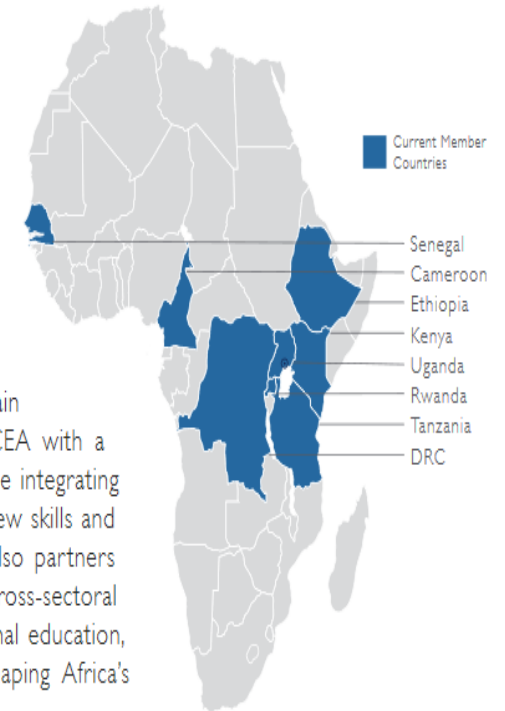 Current Member
Countries
Senegal
Cameroon
Ethiopia
Kenya
Uganda
Rwanda
Tanzania
DRC
CEA with a
e integrating
ew skills and
lso partners
ross-sectoral
nal education,
aping Africa's